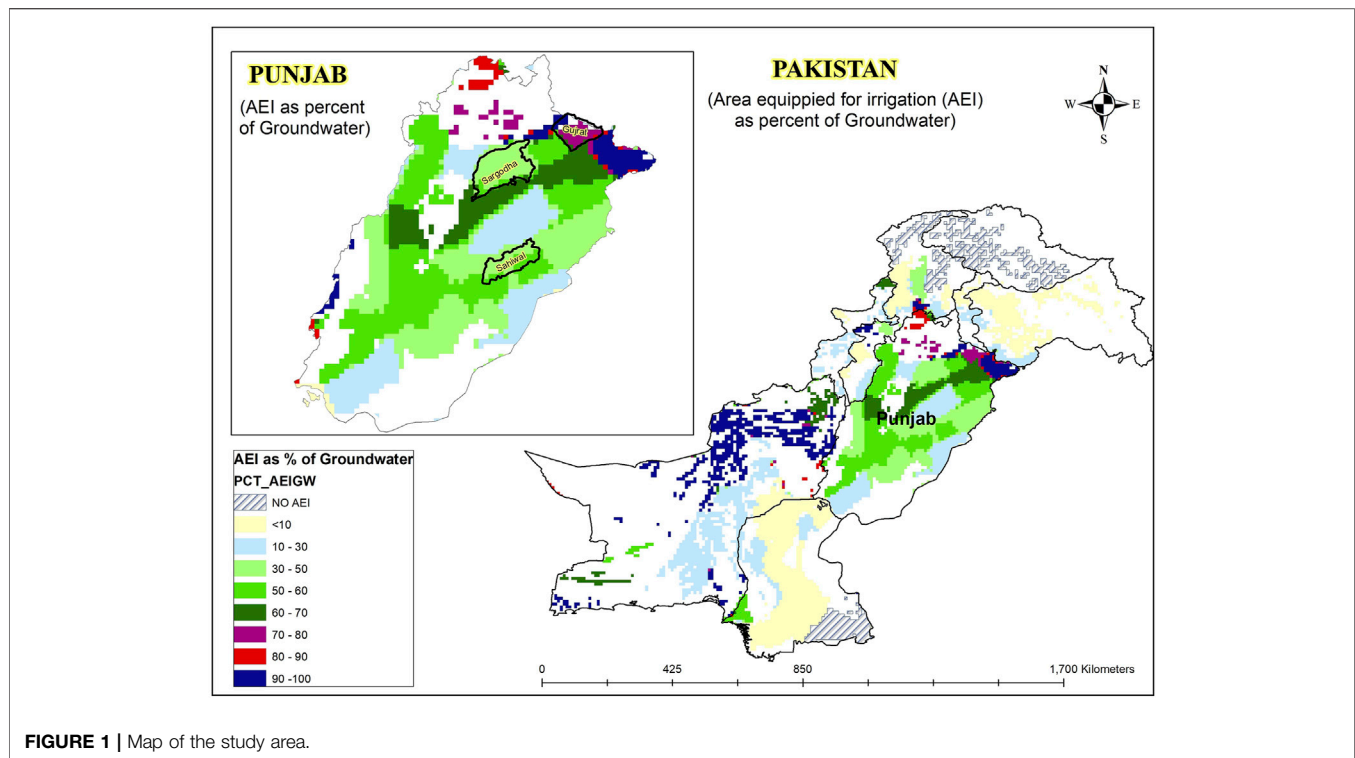 PUNJAB
(AEI as percent
of Groundwater)
Gujrat
Sargodha
Sahiwal
PAKISTAN
(Area equippied for irrigation (AEI)
as percent of Groundwater)
N
W
E
S
Punjab
AEI as % of Groundwater
PCT_AEIGW
NO AEI
<10
10 - 30
30 - 50
50 - 60
60 - 70
70 - 80
80 - 90
90 -100
0 425 850 1,700 Kilometers
FIGURE 1 | Map of the study area.